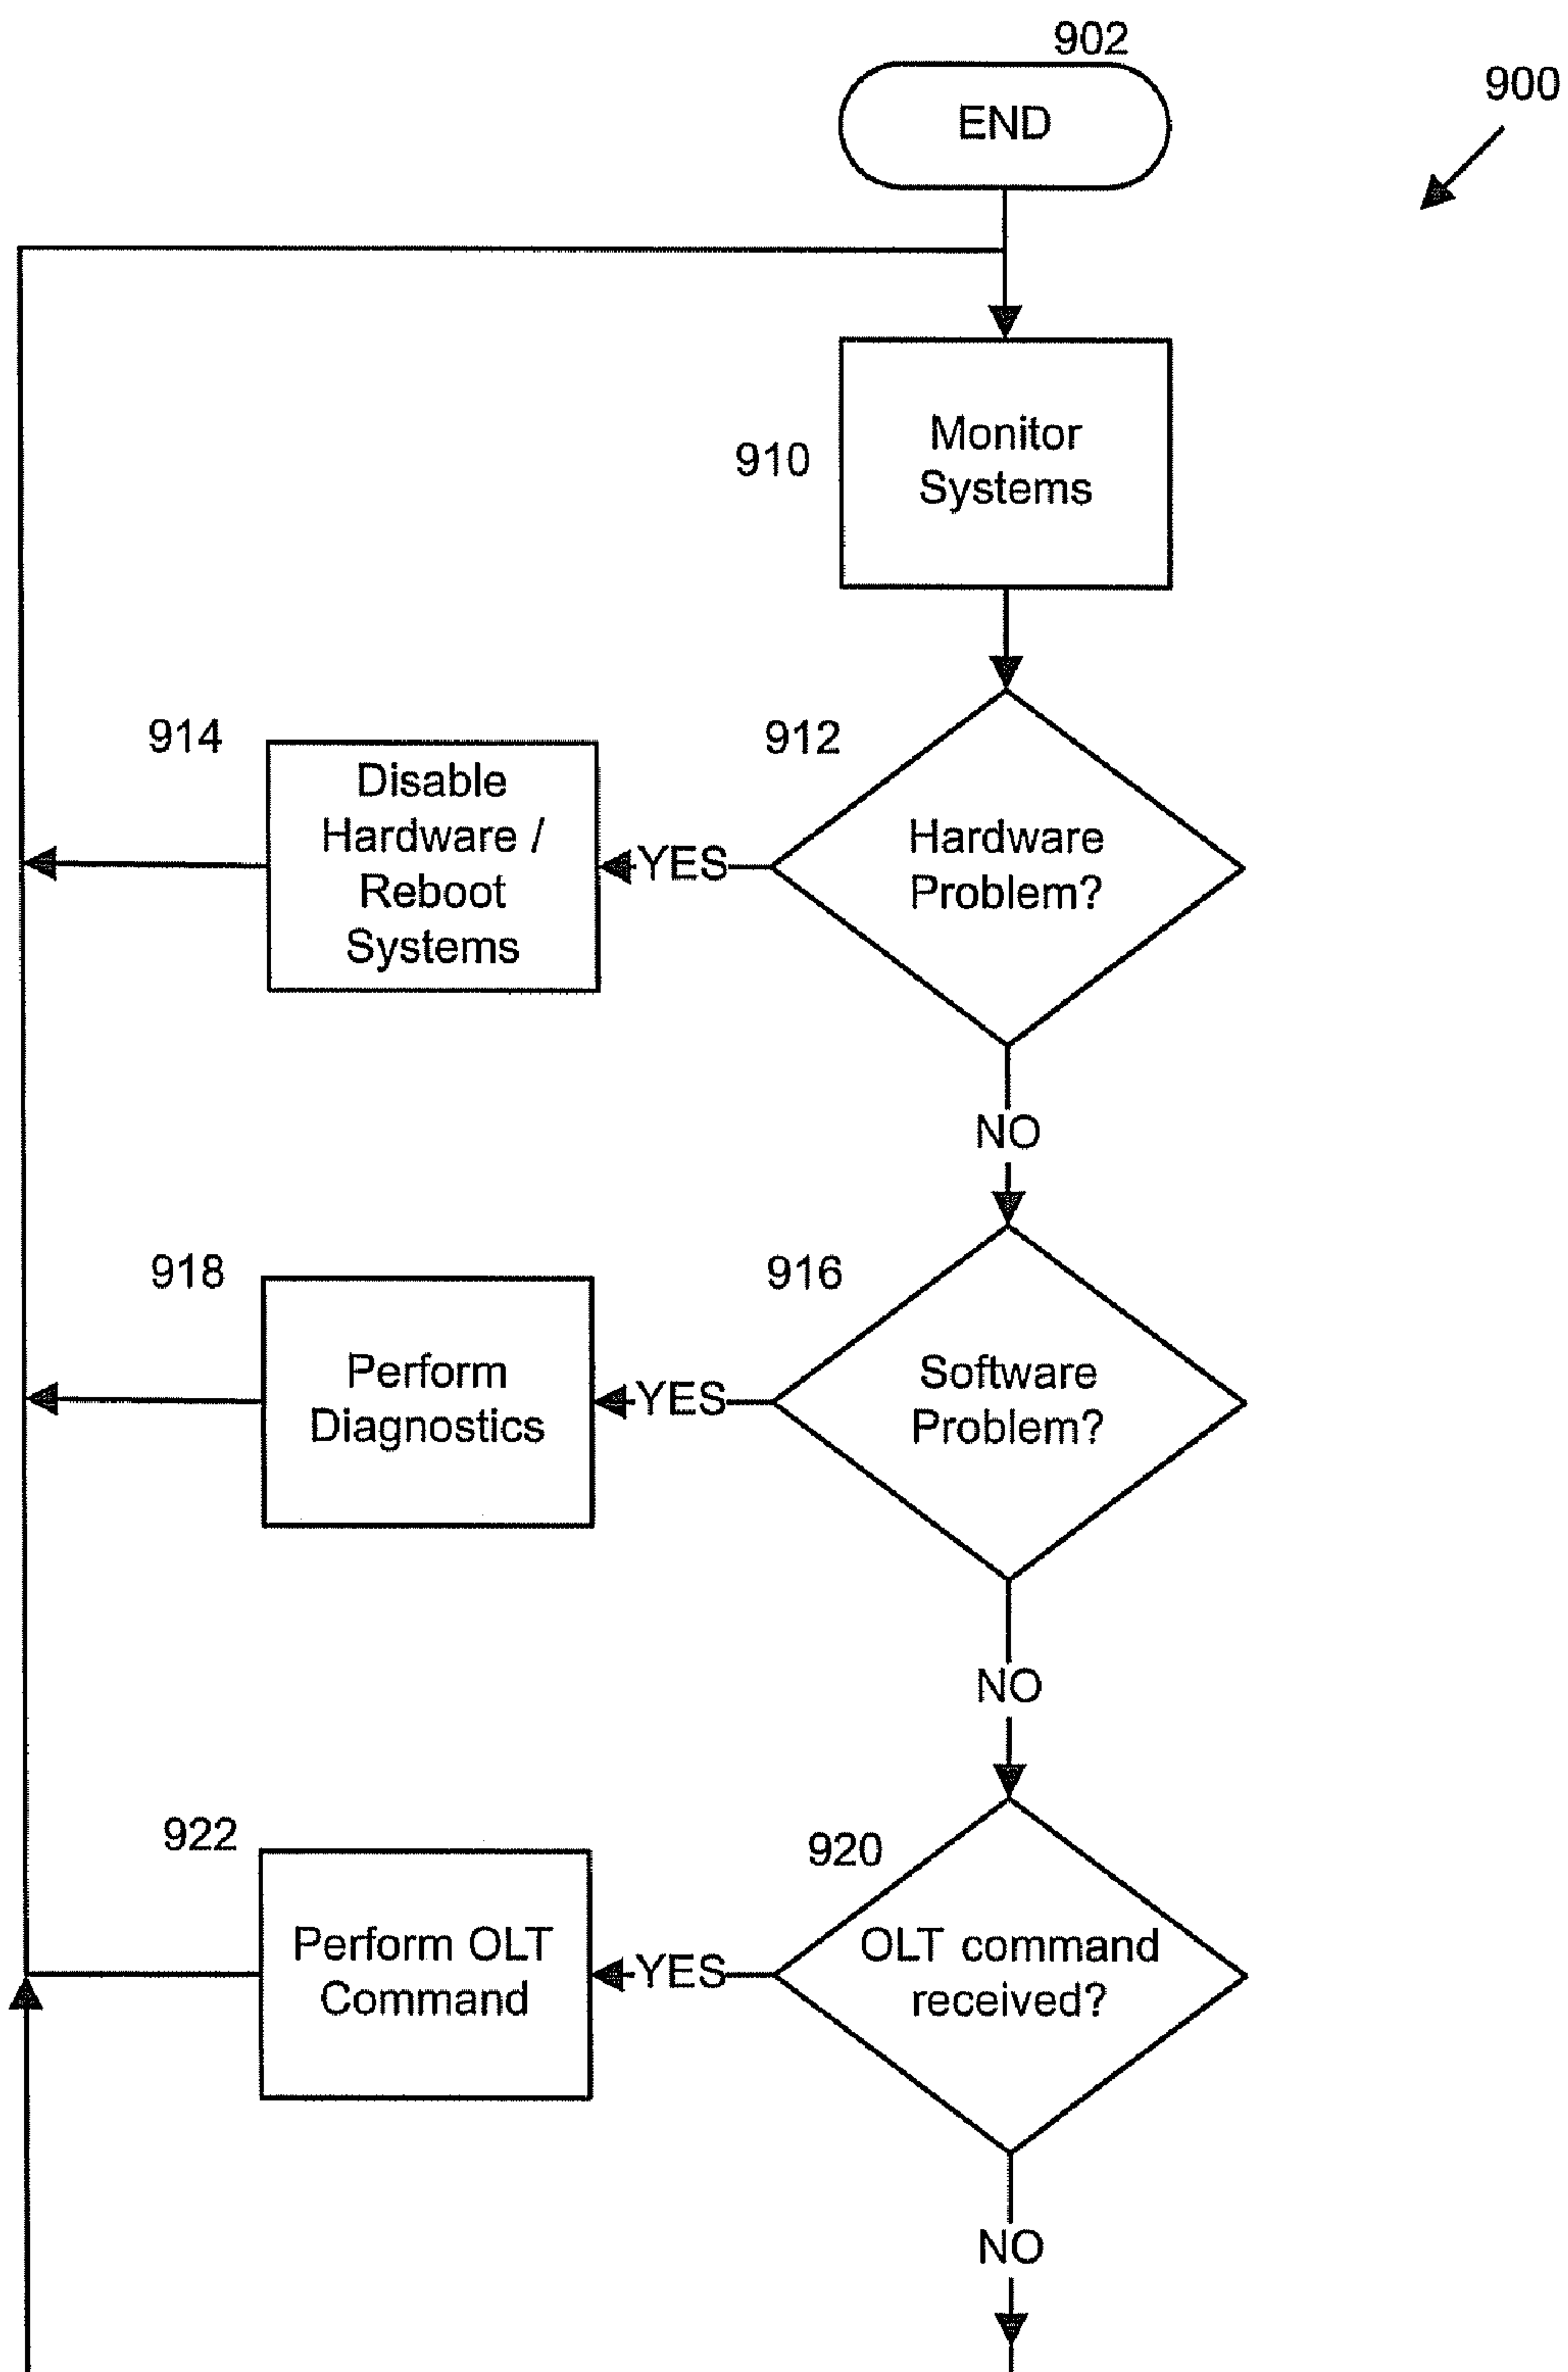 902
900
END
910
Monitor
Systems
914
912
Disable
Hardware /
Reboot
Systems
YES
Hardware
Problem?
NO
918
916
Perform
Diagnostics
YES
Software
Problem?
NO
922
920
Perform OLT
Command
YES
OLT command
received?
NO